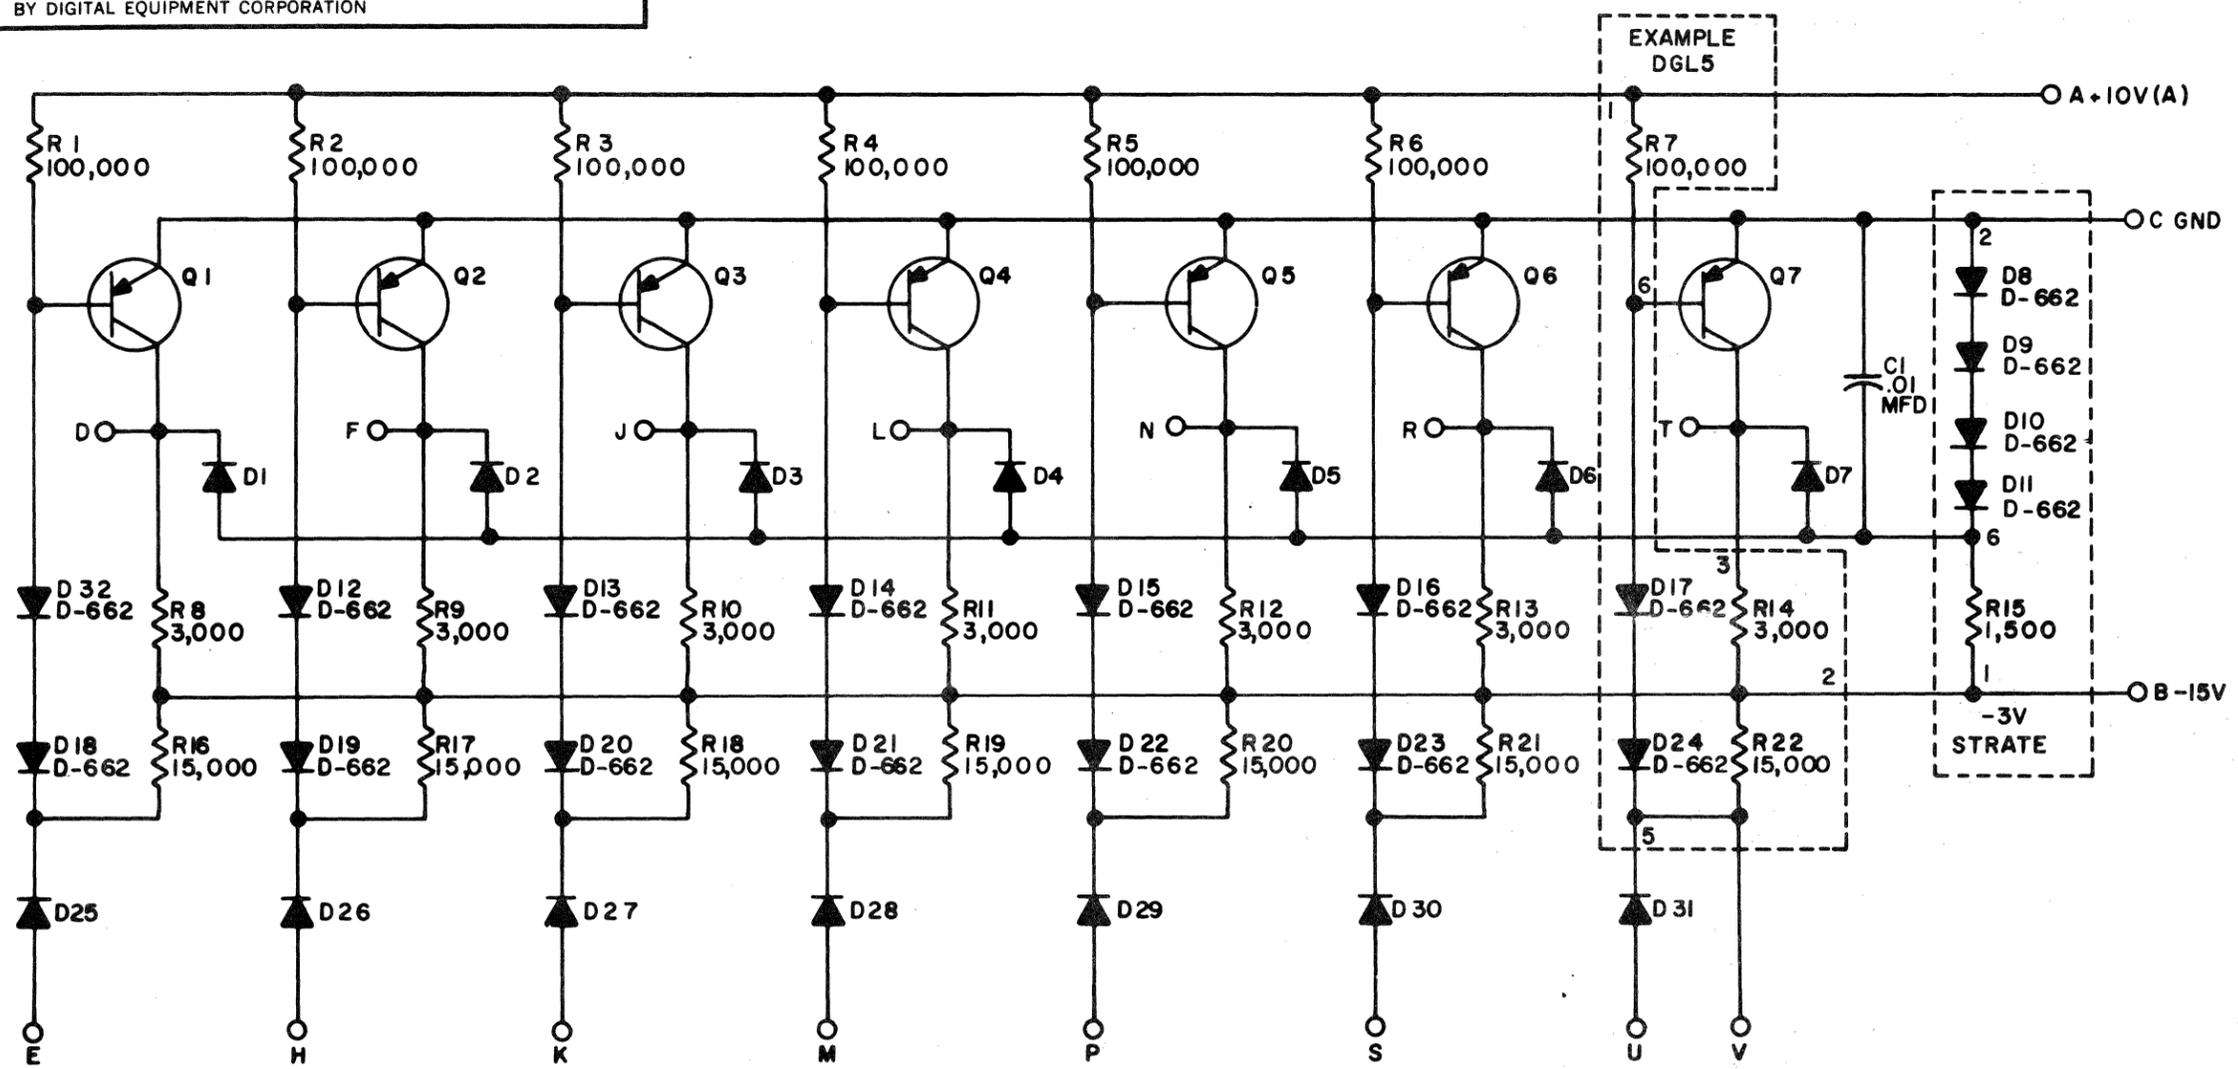 BY DIGITAL EQUIPMENT CORPORATION
EXAMPLE
DGL5
A+10V(A)
1
R1
100,000
R2
100,000
R3
100,000
R4
100,000
R5
100,000
R6
100,000
R7
100,000
C GND
2
Q1
Q2
Q3
Q4
Q5
Q6
6
Q7
D8
D-662
D9
D-662
C1
.01
MFD
D10
D-662
D11
D-662
D
F
J
L
N
R
T
D1
D2
D3
D4
D5
D6
D7
6
3
D32
D-662
R8
3,000
D12
D-662
R9
3,000
D13
D-662
R10
3,000
D14
D-662
R11
3,000
D15
D-662
R12
3,000
D16
D-662
R13
3,000
D17
D-662
R14
3,000
R15
1,500
2
1
B-15V
-3V
STRATE
D18
D-662
R16
15,000
D19
D-662
R17
15,000
D20
D-662
R18
15,000
D21
D-662
R19
15,000
D22
D-662
R20
15,000
D23
D-662
R21
15,000
D24
D-662
R22
15,000
5
D25
D26
D27
D28
D29
D30
D31
E
H
K
M
P
S
U
V